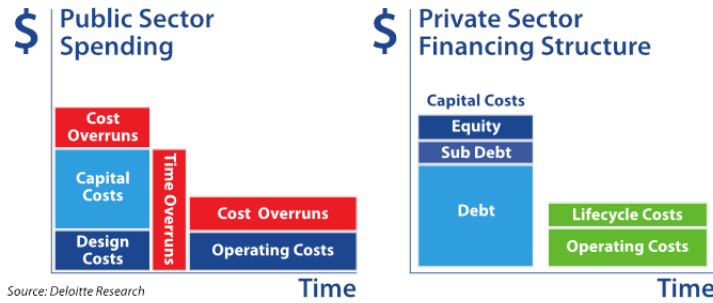 $
Public Sector
Spending
Cost
Overruns
Capital
Costs
Design
Costs
Time Overruns
Cost Overruns
Operating Costs
Source: Deloitte Research
Time
$
Private Sector
Financing Structure
Capital Costs
Equity
Sub Debt
Debt
Lifecycle Costs
Operating Costs
Time